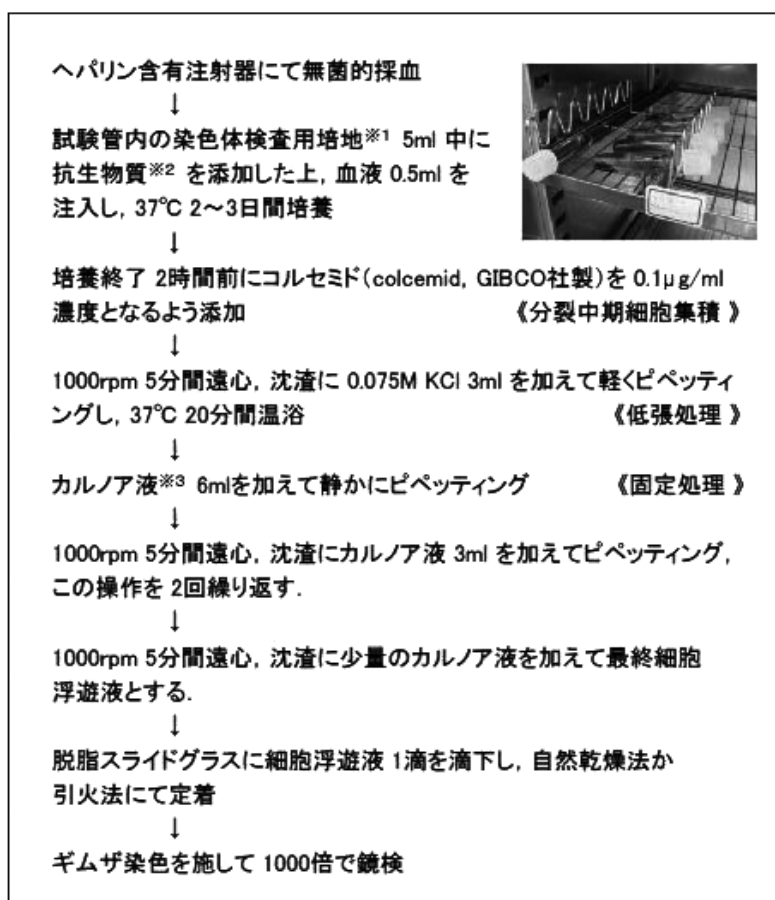 ヘパリン含有注射器にて無菌的採血
↓
試験管内の染色体検査用培地※1 5ml 中に
抗生物質※2 を添加した上, 血液 0.5ml を
注入し, 37℃ 2～3日間培養
↓
培養終了 2時間前にコルセミド(colcemid, GIBCO社製)を 0.1μg/ml
濃度となるよう添加 《分裂中期細胞集積 》
↓
1000rpm 5分間遠心, 沈渣に 0.075M KCl 3ml を加えて軽くピペッティ
ングし, 37℃ 20分間温浴 《低張処理 》
↓
カルノア液※3 6mlを加えて静かにピペッティング 《固定処理 》
↓
1000rpm 5分間遠心, 沈渣にカルノア液 3ml を加えてピペッティング,
この操作を 2回繰り返す.
↓
1000rpm 5分間遠心, 沈渣に少量のカルノア液を加えて最終細胞
浮遊液とする.
↓
脱脂スライドグラスに細胞浮遊液 1滴を滴下し, 自然乾燥法か
引火法にて定着
↓
ギムザ染色を施して 1000倍で鏡検